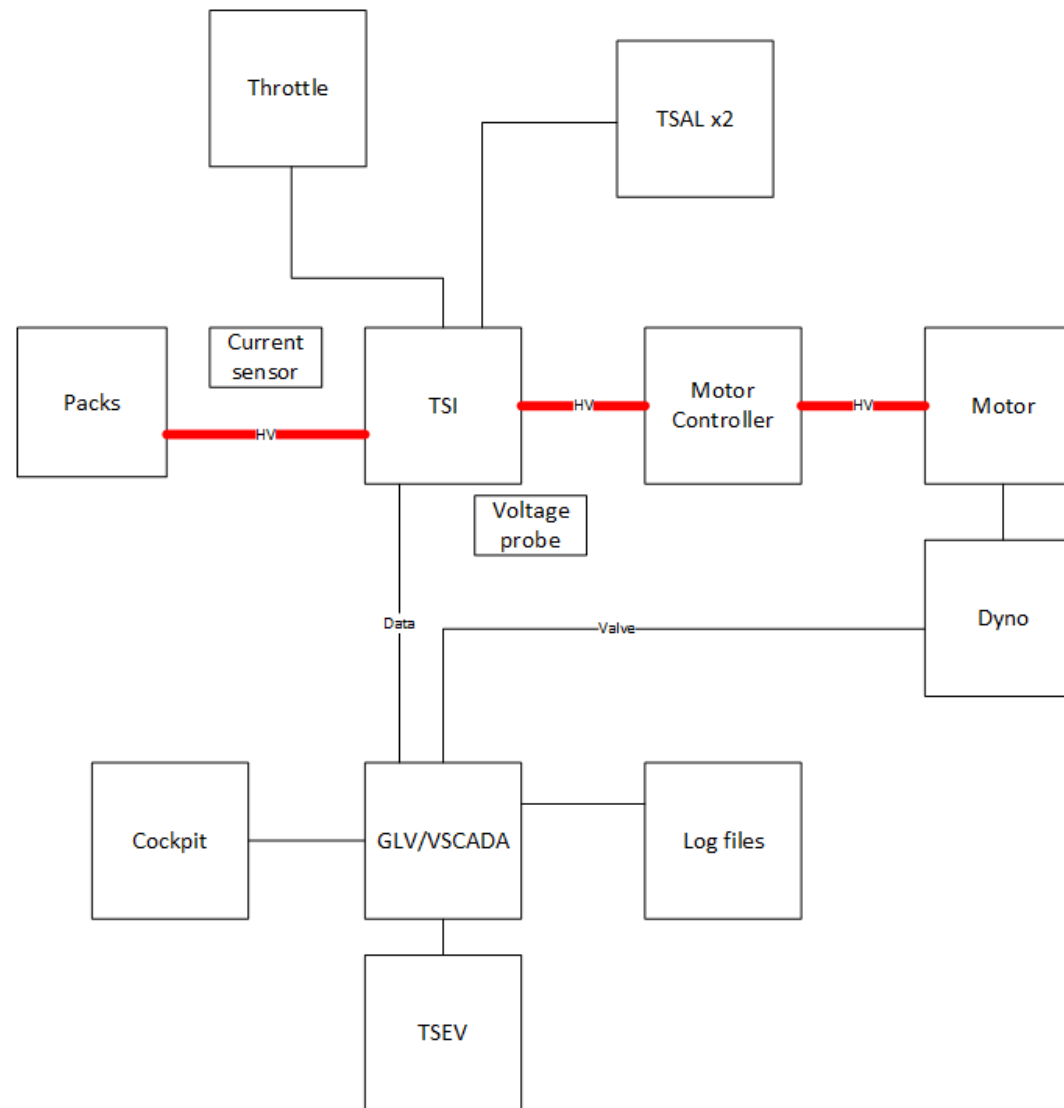 Throttle
TSAL x2
Current
sensor
Packs
HV
TSI
HV
Motor
Controller
HV
Motor
Voltage
probe
Data
Valve
Dyno
Cockpit
GLV/VSCADA
Log files
TSEV